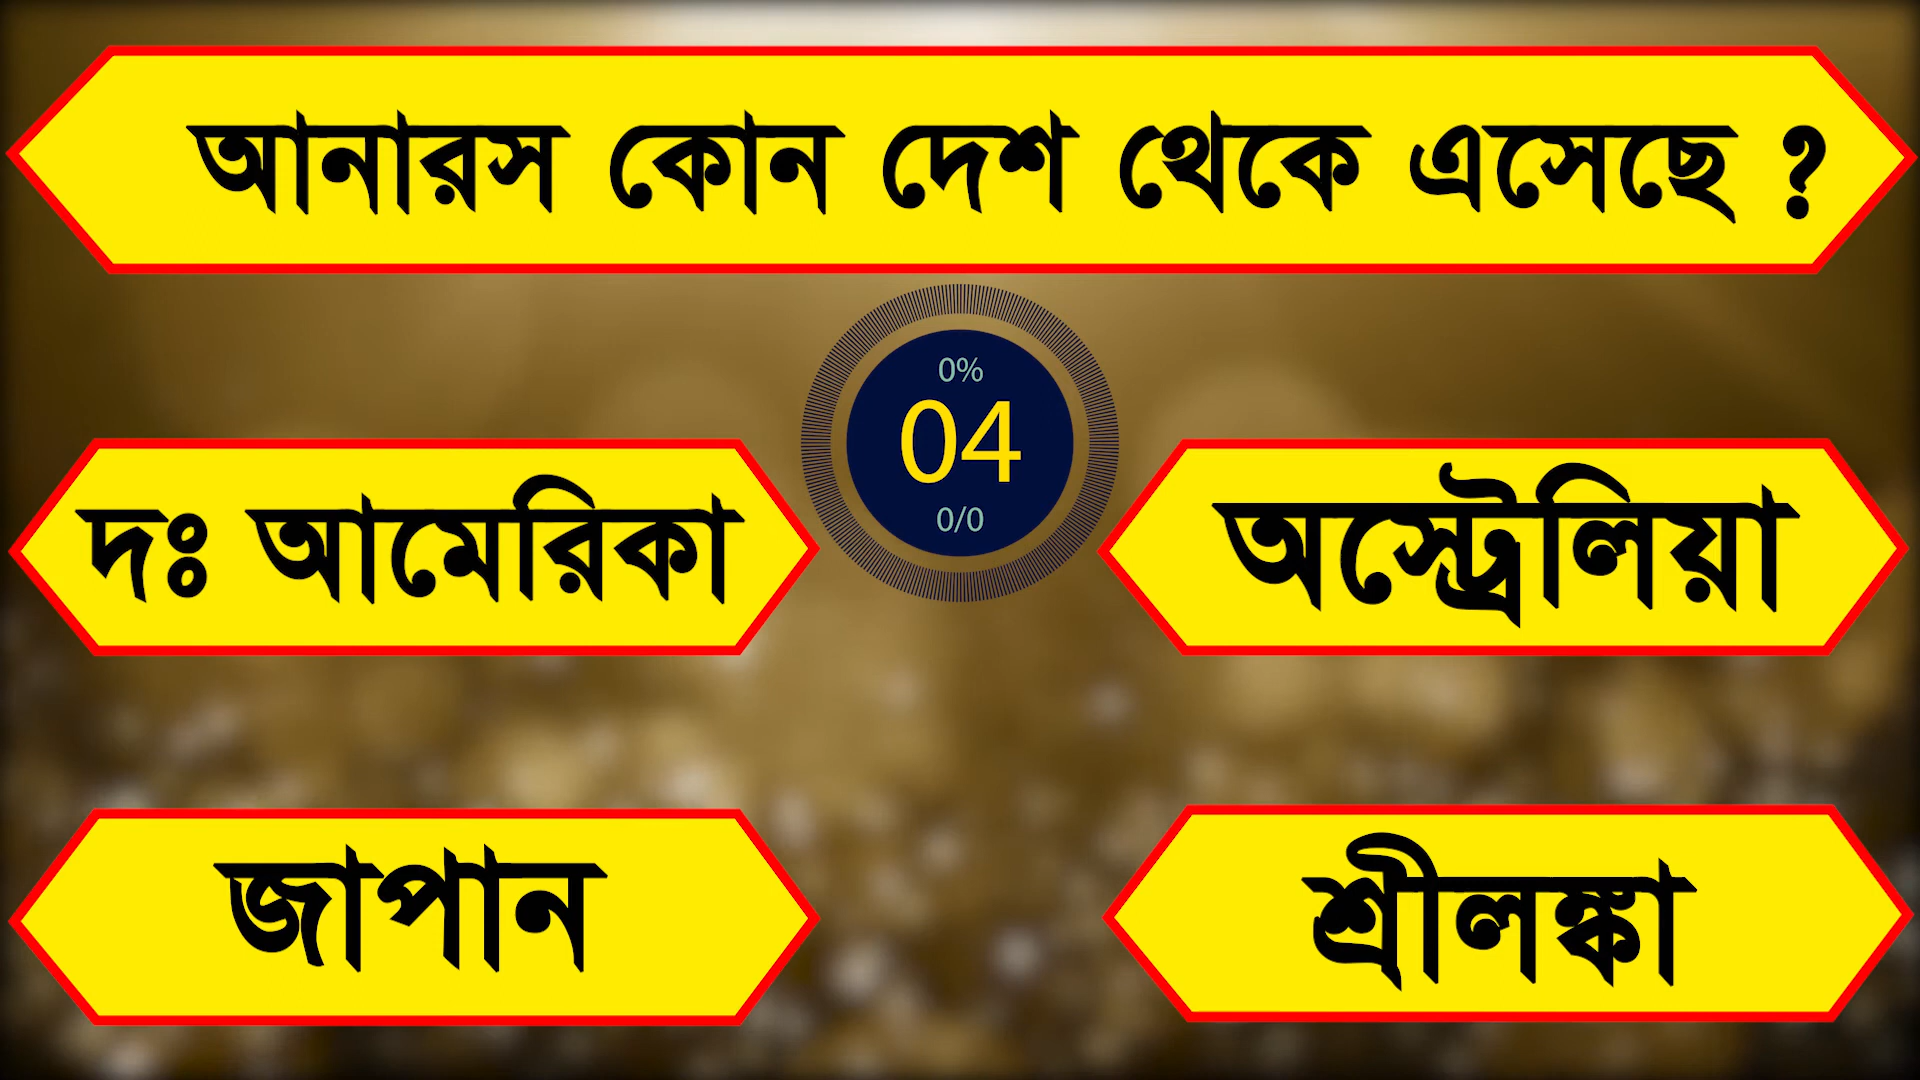 আনারস কোন দেশ থেকে এসেছে ?
0%
04
0/0
দঃ আমেরিকা
অস্ট্রেলিয়া
জাপান
শ্রীলঙ্কা